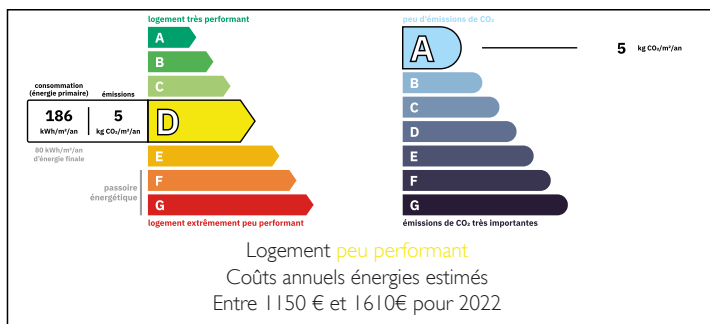 logement très performant
A
B
C
consommation
(énergie primaire)
émissions
186
kWh/m²/an
5
kg CO₂/m²/an
D
80 kWh/m²/an
d'énergie finale
E
F
G
passoire
énergétique
logement extrêmement peu performant
peu d'émissions de CO₂
A
5 kg CO₂/m²/an
B
C
D
E
F
G
émissions de CO₂ très importantes
Logement peu performant
Coûts annuels énergies estimés
Entre 1150 € et 1610€ pour 2022